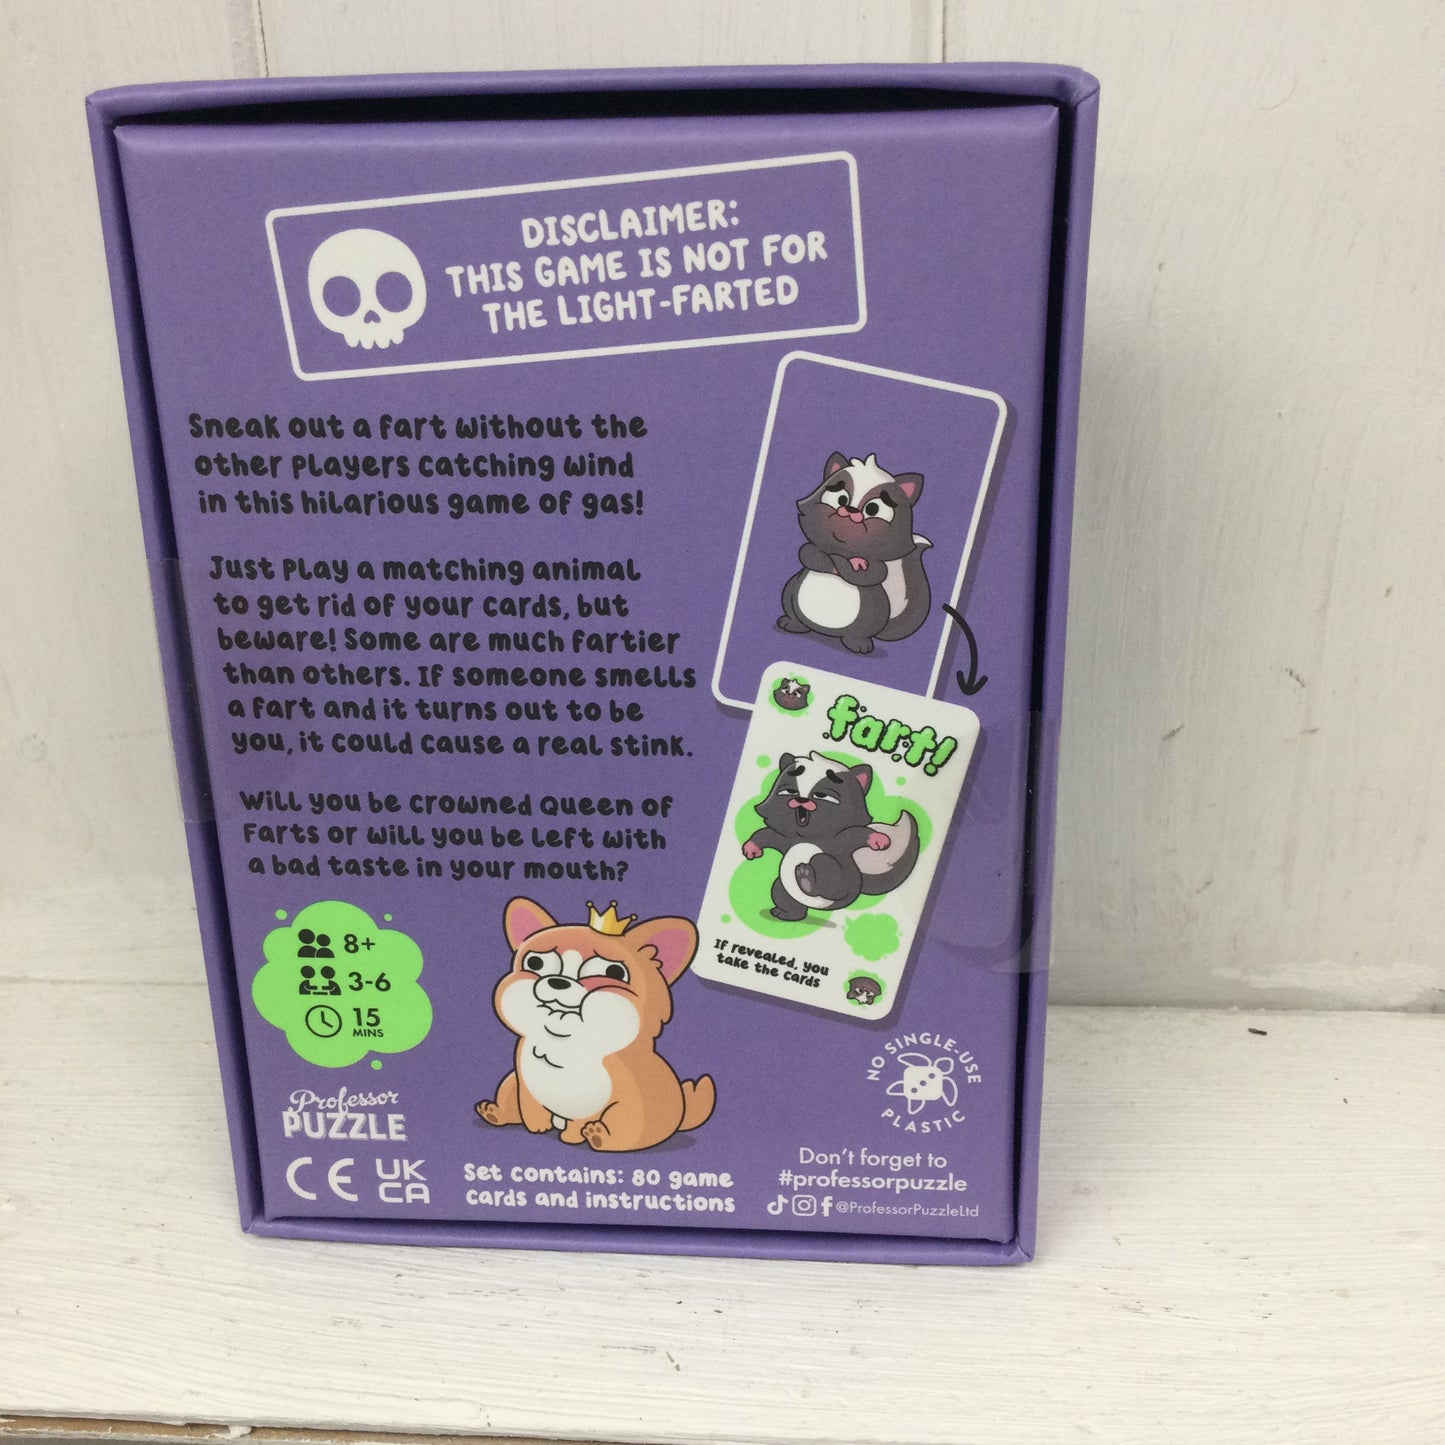 DISCLAIMER:
THIS GAME IS NOT FOR
THE LIGHT-FARTED
Sneak out a fart without the
other players catching wind
in this hilarious game of gas!
Just play a matching animal
to get rid of your cards, but
beware! Some are much fartier
than others. If someone smells
a fart and it turns out to be
you, it could cause a real stink.
Will you be crowned Queen of
Farts or will you be left with
a bad taste in your mouth?
fart!
If revealed, you
take the cards
8+
3-6
15
MINS
Professor
PUZZLE
CE UK
CA
Set contains: 80 game
cards and instructions
NO SINGLE-USE
PLASTIC
Don't forget to
#professorpuzzle
@ProfessorPuzzleLtd